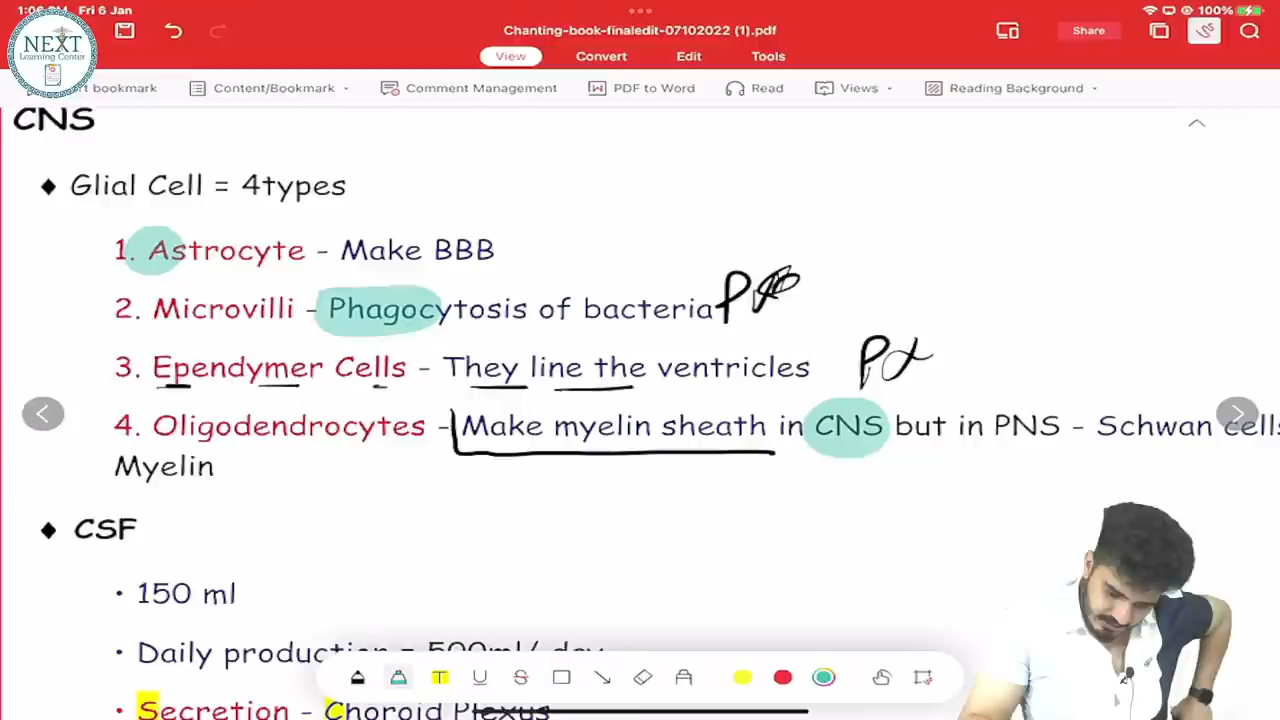 1:06 PM Fri 6 Jan
100%
NEXT
Learning Center
Chanting-book-finaledit-07102022 (1).pdf
Share
View Convert Edit Tools
bookmark Content/Bookmark Comment Management PDF to Word Read Views Reading Background
CNS
◆ Glial Cell = 4types
1. Astrocyte - Make BBB
2. Microvilli - Phagocytosis of bacteria
3. Ependymer Cells - They line the ventricles
4. Oligodendrocytes - Make myelin sheath in CNS but in PNS - Schwan cells
Myelin
◆ CSF
• 150 ml
• Daily production = 500ml/ day
• Secretion - Choroid Plexus